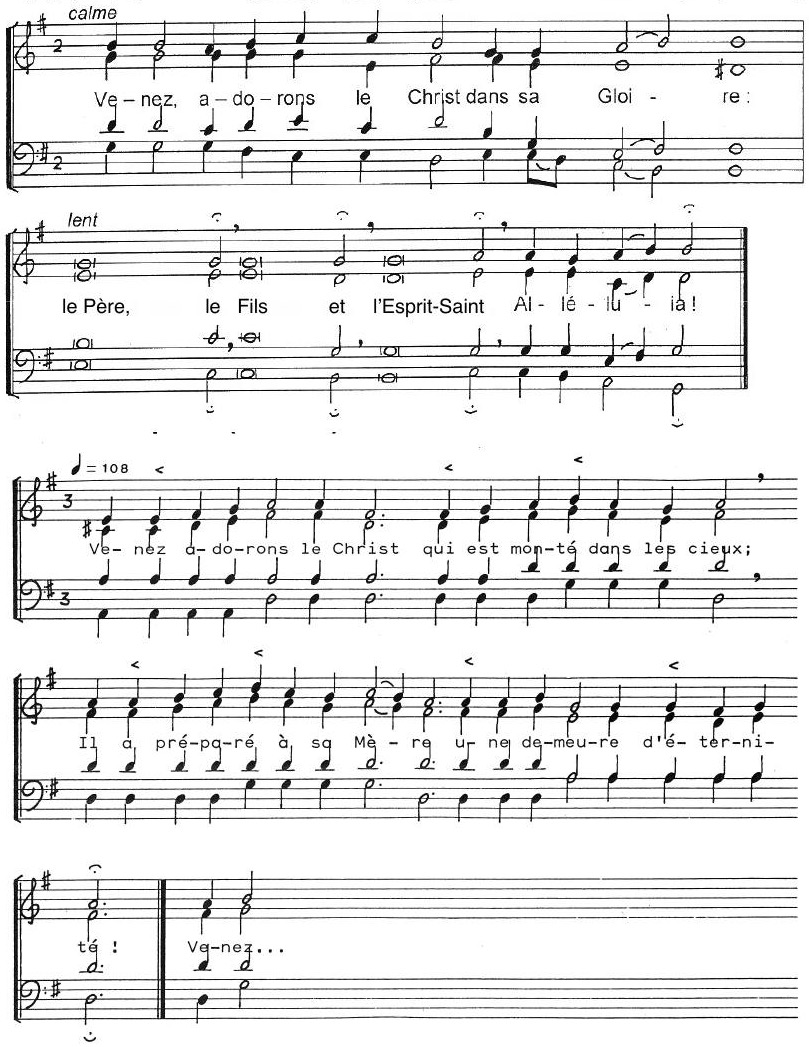 calme
Ve-nez, a-do-rons le Christ dans sa Gloi-re:
lent
le Père, le Fils et l'Esprit-Saint Al-lé-lu-ia!
♩= 108
Ve- nez a-do-rons le Christ qui est mon-té dans les cieux;
Il a pré-pa-ré à sa Mè-re u-ne de-meu-re d'é-ter-ni-
té ! Ve-nez...